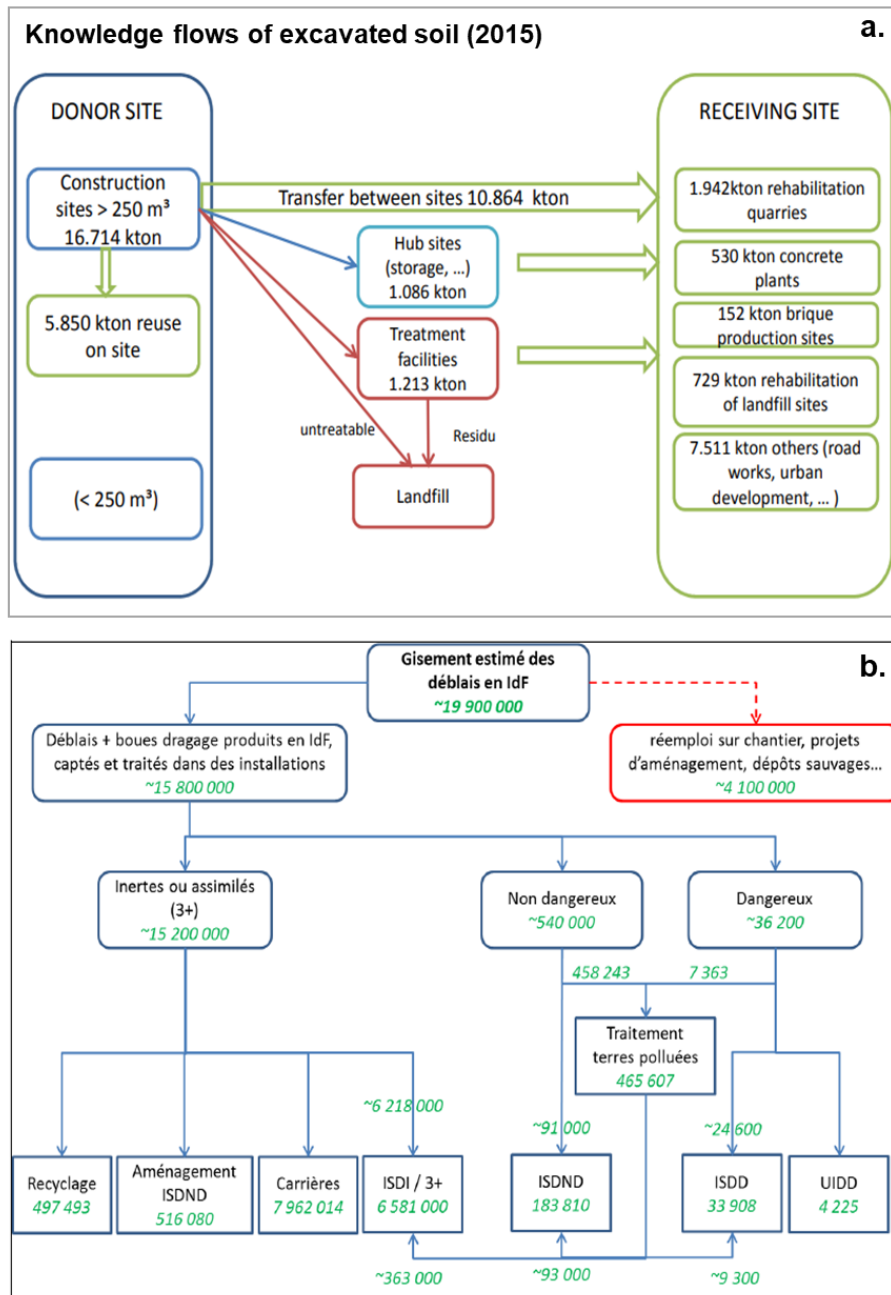 Knowledge flows of excavated soil (2015)
a.
DONOR SITE
Construction
sites > 250 m³
16.714 kton
5.850 kton reuse
on site
(< 250 m³)
Transfer between sites 10.864 kton
Hub sites
(storage, ...)
1.086 kton
Treatment
facilities
1.213 kton
untreatable
Residu
Landfill
RECEIVING SITE
1.942kton rehabilitation
quarries
530 kton concrete
plants
152 kton brique
production sites
729 kton rehabilitation
of landfill sites
7.511 kton others (road
works, urban
development, ... )
b.
Gisement estimé des
déblais en IdF
~19 900 000
Déblais + boues dragage produits en IdF,
captés et traités dans des installations
~15 800 000
réemploi sur chantier, projets
d'aménagement, dépôts sauvages...
~4 100 000
Inertes ou assimilés
(3+)
~15 200 000
Non dangereux
~540 000
Dangereux
~36 200
458 243
7 363
Traitement
terres polluées
465 607
~6 218 000
~91 000
~24 600
Recyclage
497 493
Aménagement
ISDND
516 080
Carrières
7 962 014
ISDI / 3+
6 581 000
ISDND
183 810
ISDD
33 908
UIDD
4 225
~363 000
~93 000
~9 300